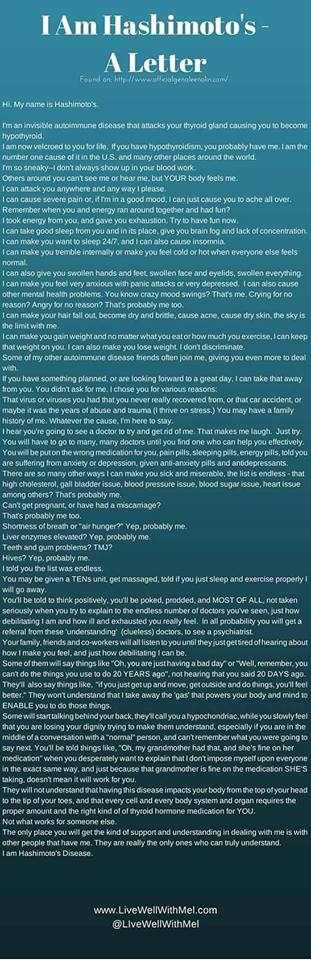 I Am Hashimoto's -
A Letter
Found on: http://www.officialgenaleenolin.com/
Hi. My name is Hashimoto's.
I'm an invisible autoimmune disease that attacks your thyroid gland causing you to become
hypothyroid.
I am now velcroed to you for life. If you have hypothyroidism, you probably have me. I am the
number one cause of it in the U.S. and many other places around the world.
I'm so sneaky--I don't always show up in your blood work.
Others around you can't see me or hear me, but YOUR body feels me.
I can attack you anywhere and any way I please.
I can cause severe pain or, if I'm in a good mood, I can just cause you to ache all over.
Remember when you and energy ran around together and had fun?
I took energy from you, and gave you exhaustion. Try to have fun now.
I can take good sleep from you and in its place, give you brain fog and lack of concentration.
I can make you want to sleep 24/7, and I can also cause insomnia.
I can make you tremble internally or make you feel cold or hot when everyone else feels
normal.
I can also give you swollen hands and feet, swollen face and eyelids, swollen everything.
I can make you feel very anxious with panic attacks or very depressed. I can also cause
other mental health problems. You know crazy mood swings? That's me. Crying for no
reason? Angry for no reason? That's probably me too.
I can make your hair fall out, become dry and brittle, cause acne, cause dry skin, the sky is
the limit with me.
I can make you gain weight and no matter what you eat or how much you exercise, I can keep
that weight on you. I can also make you lose weight. I don't discriminate.
Some of my other autoimmune disease friends often join me, giving you even more to deal
with.
If you have something planned, or are looking forward to a great day, I can take that away
from you. You didn't ask for me. I chose you for various reasons:
That virus or viruses you had that you never really recovered from, or that car accident, or
maybe it was the years of abuse and trauma (I thrive on stress.) You may have a family
history of me. Whatever the cause, I'm here to stay.
I hear you're going to see a doctor to try and get rid of me. That makes me laugh. Just try.
You will have to go to many, many doctors until you find one who can help you effectively.
You will be put on the wrong medication for you, pain pills, sleeping pills, energy pills, told you
are suffering from anxiety or depression, given anti-anxiety pills and antidepressants.
There are so many other ways I can make you sick and miserable, the list is endless - that
high cholesterol, gall bladder issue, blood pressure issue, blood sugar issue, heart issue
among others? That's probably me.
Can't get pregnant, or have had a miscarriage?
That's probably me too.
Shortness of breath or "air hunger?" Yep, probably me.
Liver enzymes elevated? Yep, probably me.
Teeth and gum problems? TMJ?
Hives? Yep, probably me.
I told you the list was endless.
You may be given a TENs unit, get massaged, told if you just sleep and exercise properly I
will go away.
You'll be told to think positively, you'll be poked, prodded, and MOST OF ALL, not taken
seriously when you try to explain to the endless number of doctors you've seen, just how
debilitating I am and how ill and exhausted you really feel. In all probability you will get a
referral from these 'understanding' (clueless) doctors, to see a psychiatrist.
Your family, friends and co-workers will all listen to you until they just get tired of hearing about
how I make you feel, and just how debilitating I can be.
Some of them will say things like "Oh, you are just having a bad day" or "Well, remember, you
can't do the things you use to do 20 YEARS ago", not hearing that you said 20 DAYS ago.
They'll also say things like, "if you just get up and move, get outside and do things, you'll feel
better." They won't understand that I take away the 'gas' that powers your body and mind to
ENABLE you to do those things.
Some will start talking behind your back, they'll call you a hypochondriac, while you slowly feel
that you are losing your dignity trying to make them understand, especially if you are in the
middle of a conversation with a "normal" person, and can't remember what you were going to
say next. You'll be told things like, "Oh, my grandmother had that, and she's fine on her
medication" when you desperately want to explain that I don't impose myself upon everyone
in the exact same way, and just because that grandmother is fine on the medication SHE'S
taking, doesn't mean it will work for you.
They will not understand that having this disease impacts your body from the top of your head
to the tip of your toes, and that every cell and every body system and organ requires the
proper amount and the right kind of of thyroid hormone medication for YOU.
Not what works for someone else.
The only place you will get the kind of support and understanding in dealing with me is with
other people that have me. They are really the only ones who can truly understand.
I am Hashimoto's Disease.
www.LiveWellWithMel.com
@LiveWellWithMel